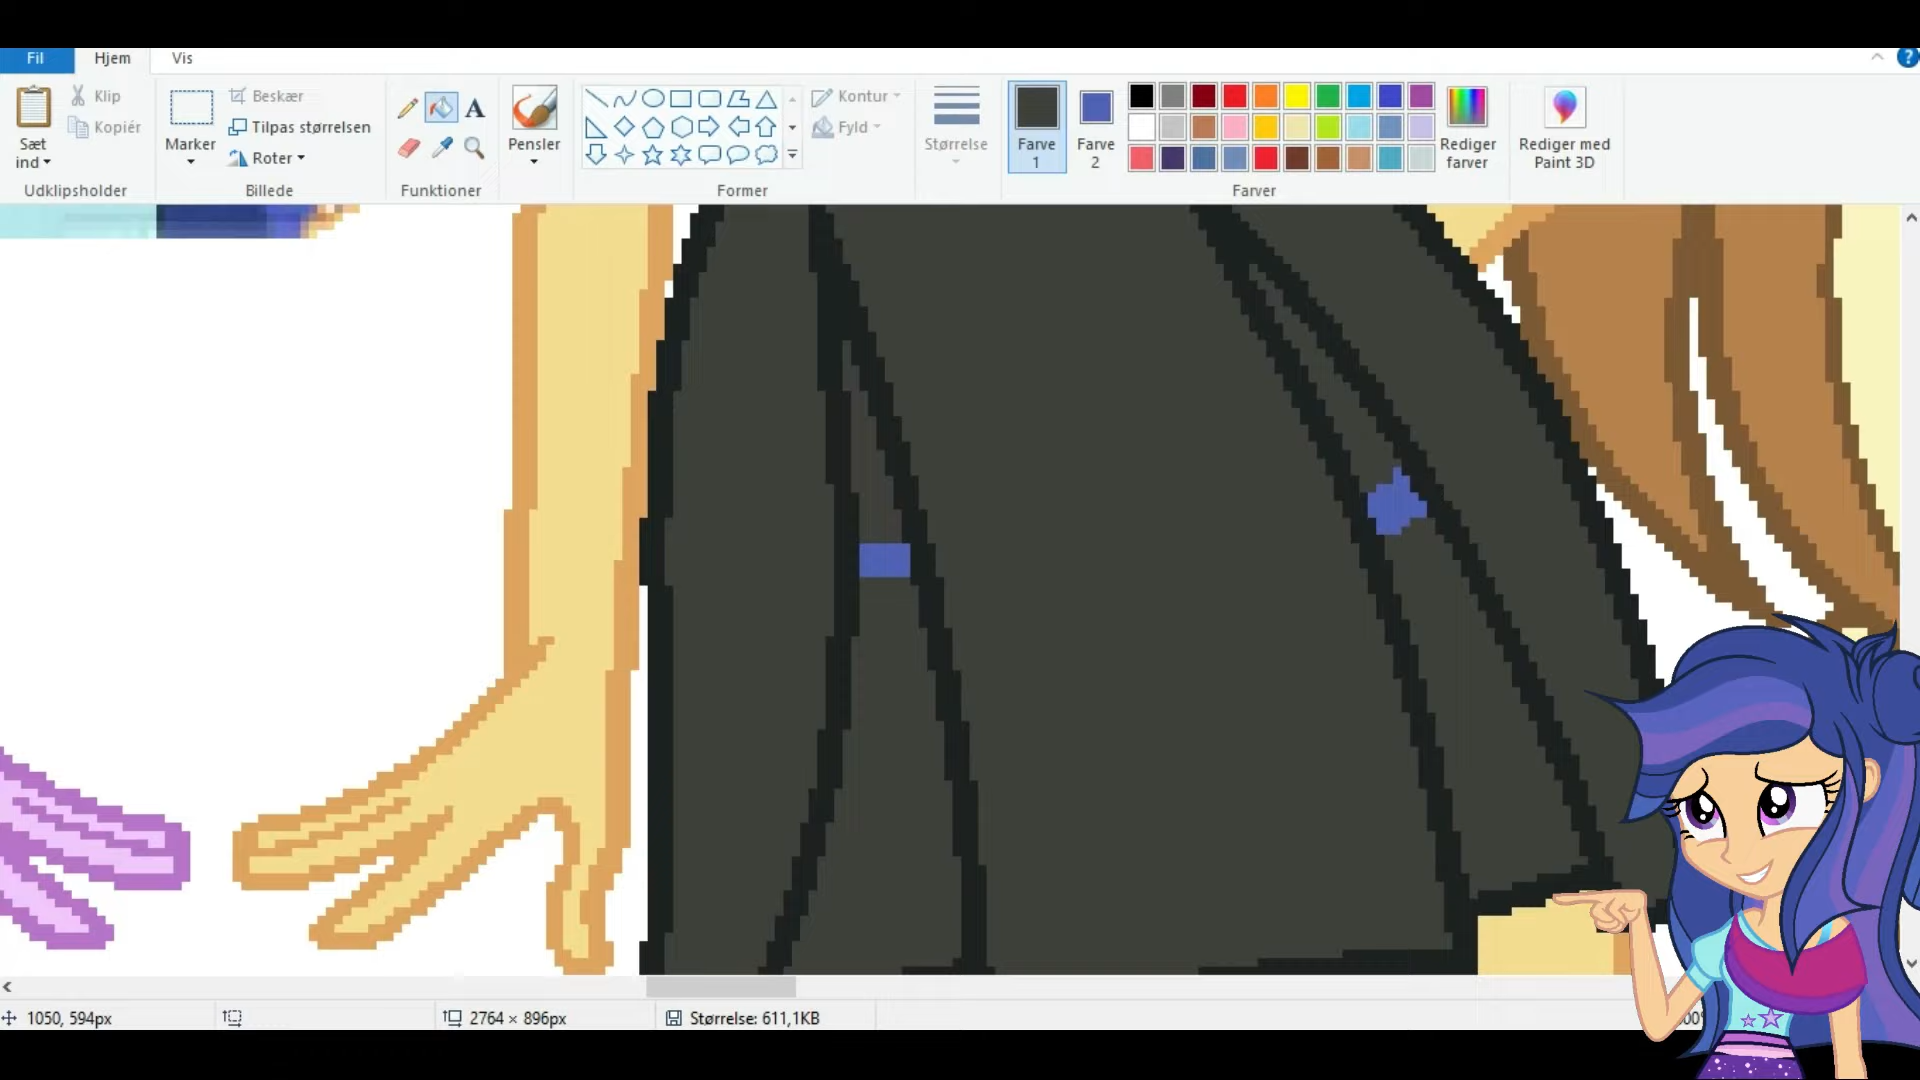 Fil Hjem Vis
Klip
Kopiér
Sæt
ind
Udklipsholder
Marker
Beskær
Tilpas størrelsen
Roter
Billede
A
Funktioner
Pensler
Kontur
Fyld
Former
Størrelse
Farve
1
Farve
2
Rediger
farver
Farver
Rediger med
Paint 3D
?
1050, 594px
2764 × 896px
Størrelse: 611,1KB